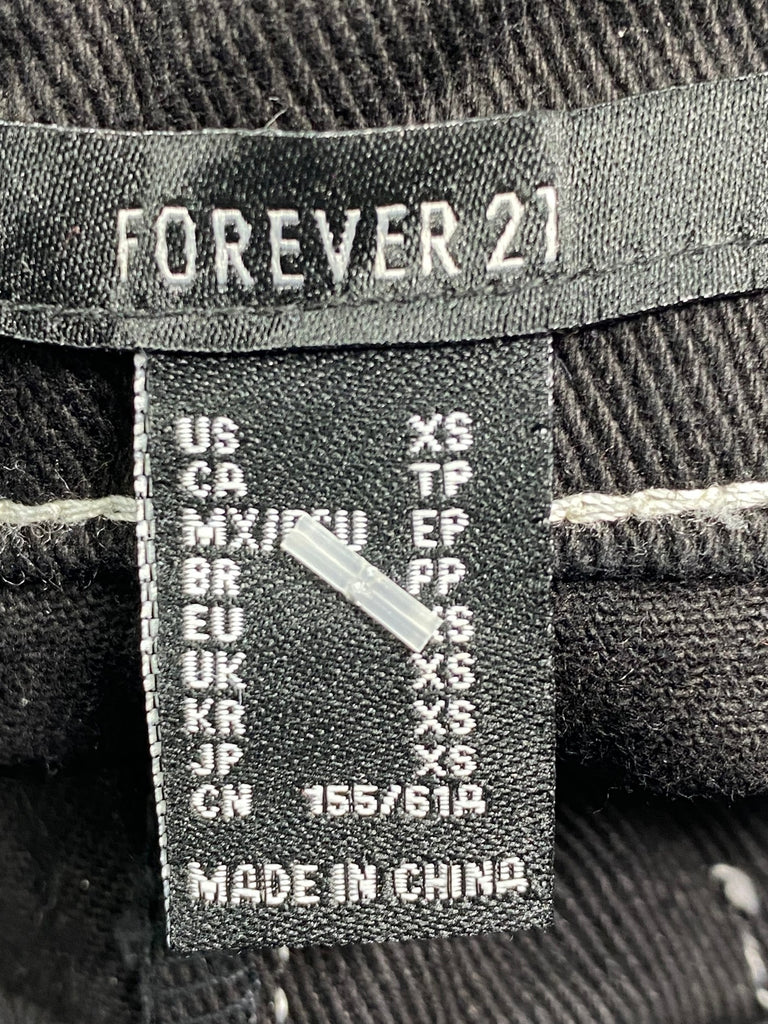 FOREVER 21
US XS
CA TP
EP
BR PP
EU
UK XS
KR XS
JP XS
CN 155/61A
MADE IN CHINA